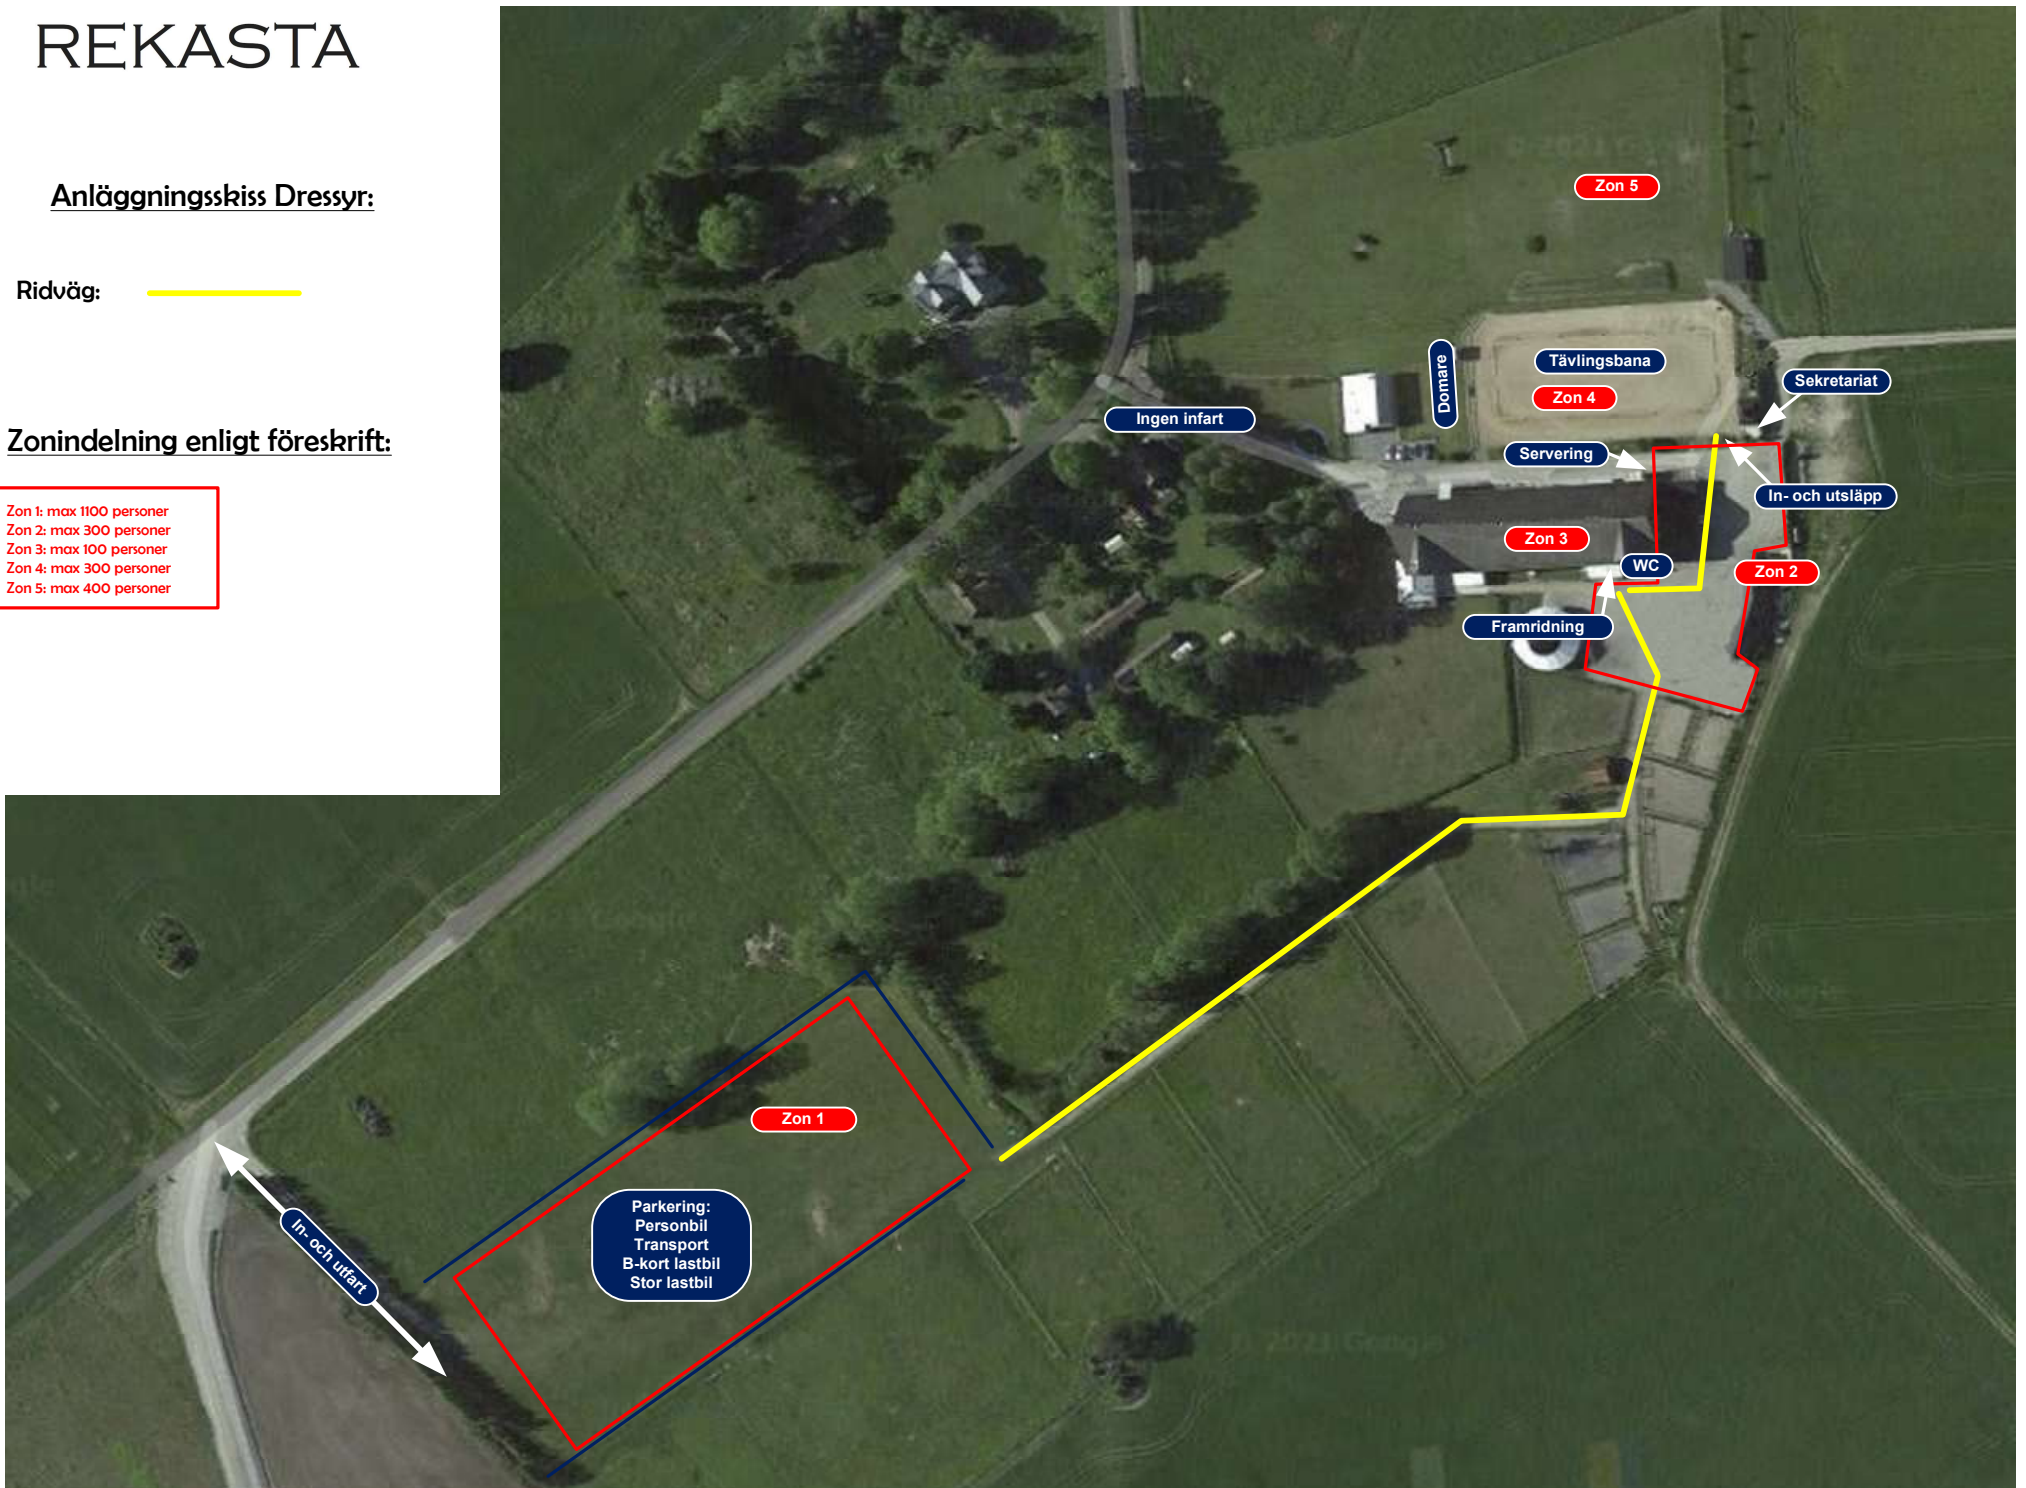 REKASTA
Anläggningsskiss Dressyr:
Ridväg:
Zonindelning enligt föreskrift:
Zon 1: max 1100 personer
Zon 2: max 300 personer
Zon 3: max 100 personer
Zon 4: max 300 personer
Zon 5: max 400 personer
Zon 5
Domare
Tävlingsbana
Zon 4
Sekretariat
Ingen infart
Servering
In- och utsläpp
Zon 3
WC
Zon 2
Framridning
Zon 1
Parkering:
Personbil
Transport
B-kort lastbil
Stor lastbil
In- och utfart